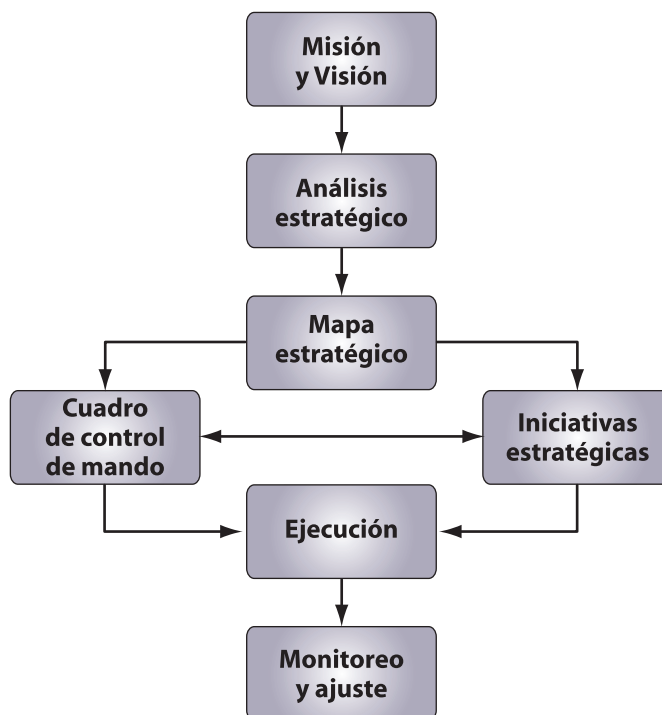 Misión
y Visión
Análisis
estratégico
Mapa
estratégico
Cuadro
de control
de mando
Iniciativas
estratégicas
Ejecución
Monitoreo
y ajuste